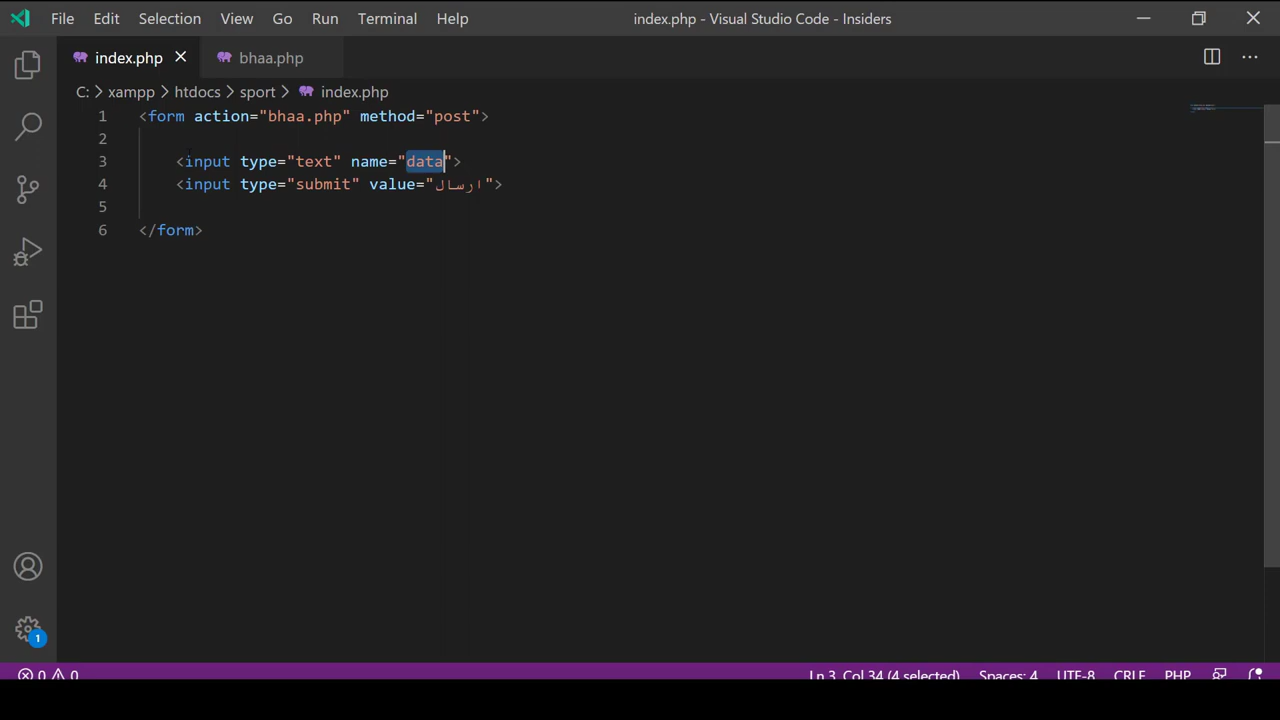 File Edit Selection View Go Run Terminal Help index.php - Visual Studio Code - Insiders
index.php bhaa.php
C: xampp htdocs sport index.php
1 <form action="bhaa.php" method="post">
2
3 <input type="text" name="data">
4 <input type="submit" value="ارسال">
5
6 </form>
1
0 0 Ln 3, Col 34 (4 selected) Spaces: 4 UTF-8 CRLF PHP